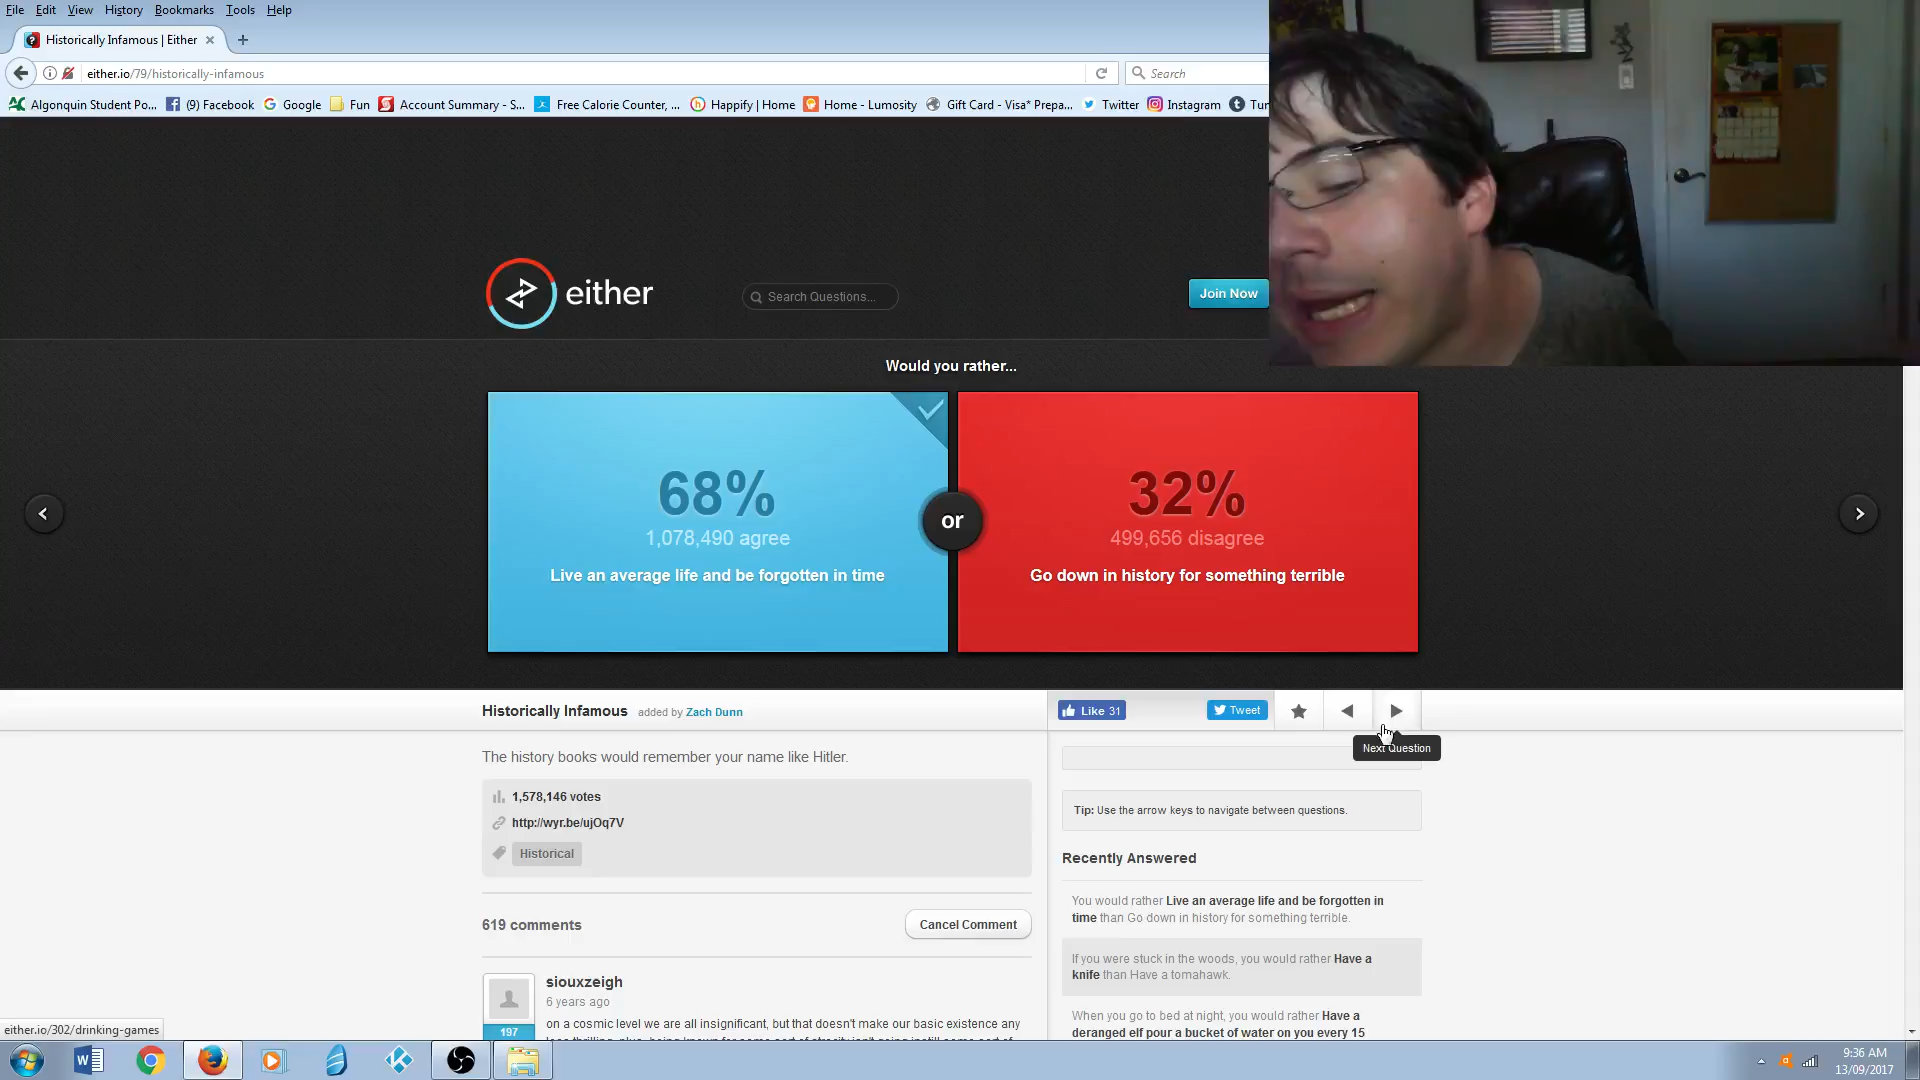 File Edit View History Bookmarks Tools Help
Historically Infamous | Either
either.io/79/historically-infamous
Search
Algonquin Student Po... (9) Facebook Google Fun Account Summary - S... Free Calorie Counter, ... Happify | Home Home - Lumosity Gift Card - Visa* Prepa... Twitter Instagram
either
Search Questions...
Join Now
Would you rather...
68%
1,078,490 agree
Live an average life and be forgotten in time
or
32%
499,656 disagree
Go down in history for something terrible
Historically Infamous added by Zach Dunn
Like 31
Tweet
Next Question
The history books would remember your name like Hitler.
1,578,146 votes
http://wyr.be/ujOq7V
Historical
Tip: Use the arrow keys to navigate between questions.
Recently Answered
You would rather Live an average life and be forgotten in
time than Go down in history for something terrible.
If you were stuck in the woods, you would rather Have a
knife than Have a tomahawk.
When you go to bed at night, you would rather Have a
deranged elf pour a bucket of water on you every 15
619 comments
Cancel Comment
siouxzeigh
6 years ago
197
on a cosmic level we are all insignificant, but that doesn't make our basic existence any
either.io/302/drinking-games
9:36 AM
13/09/2017